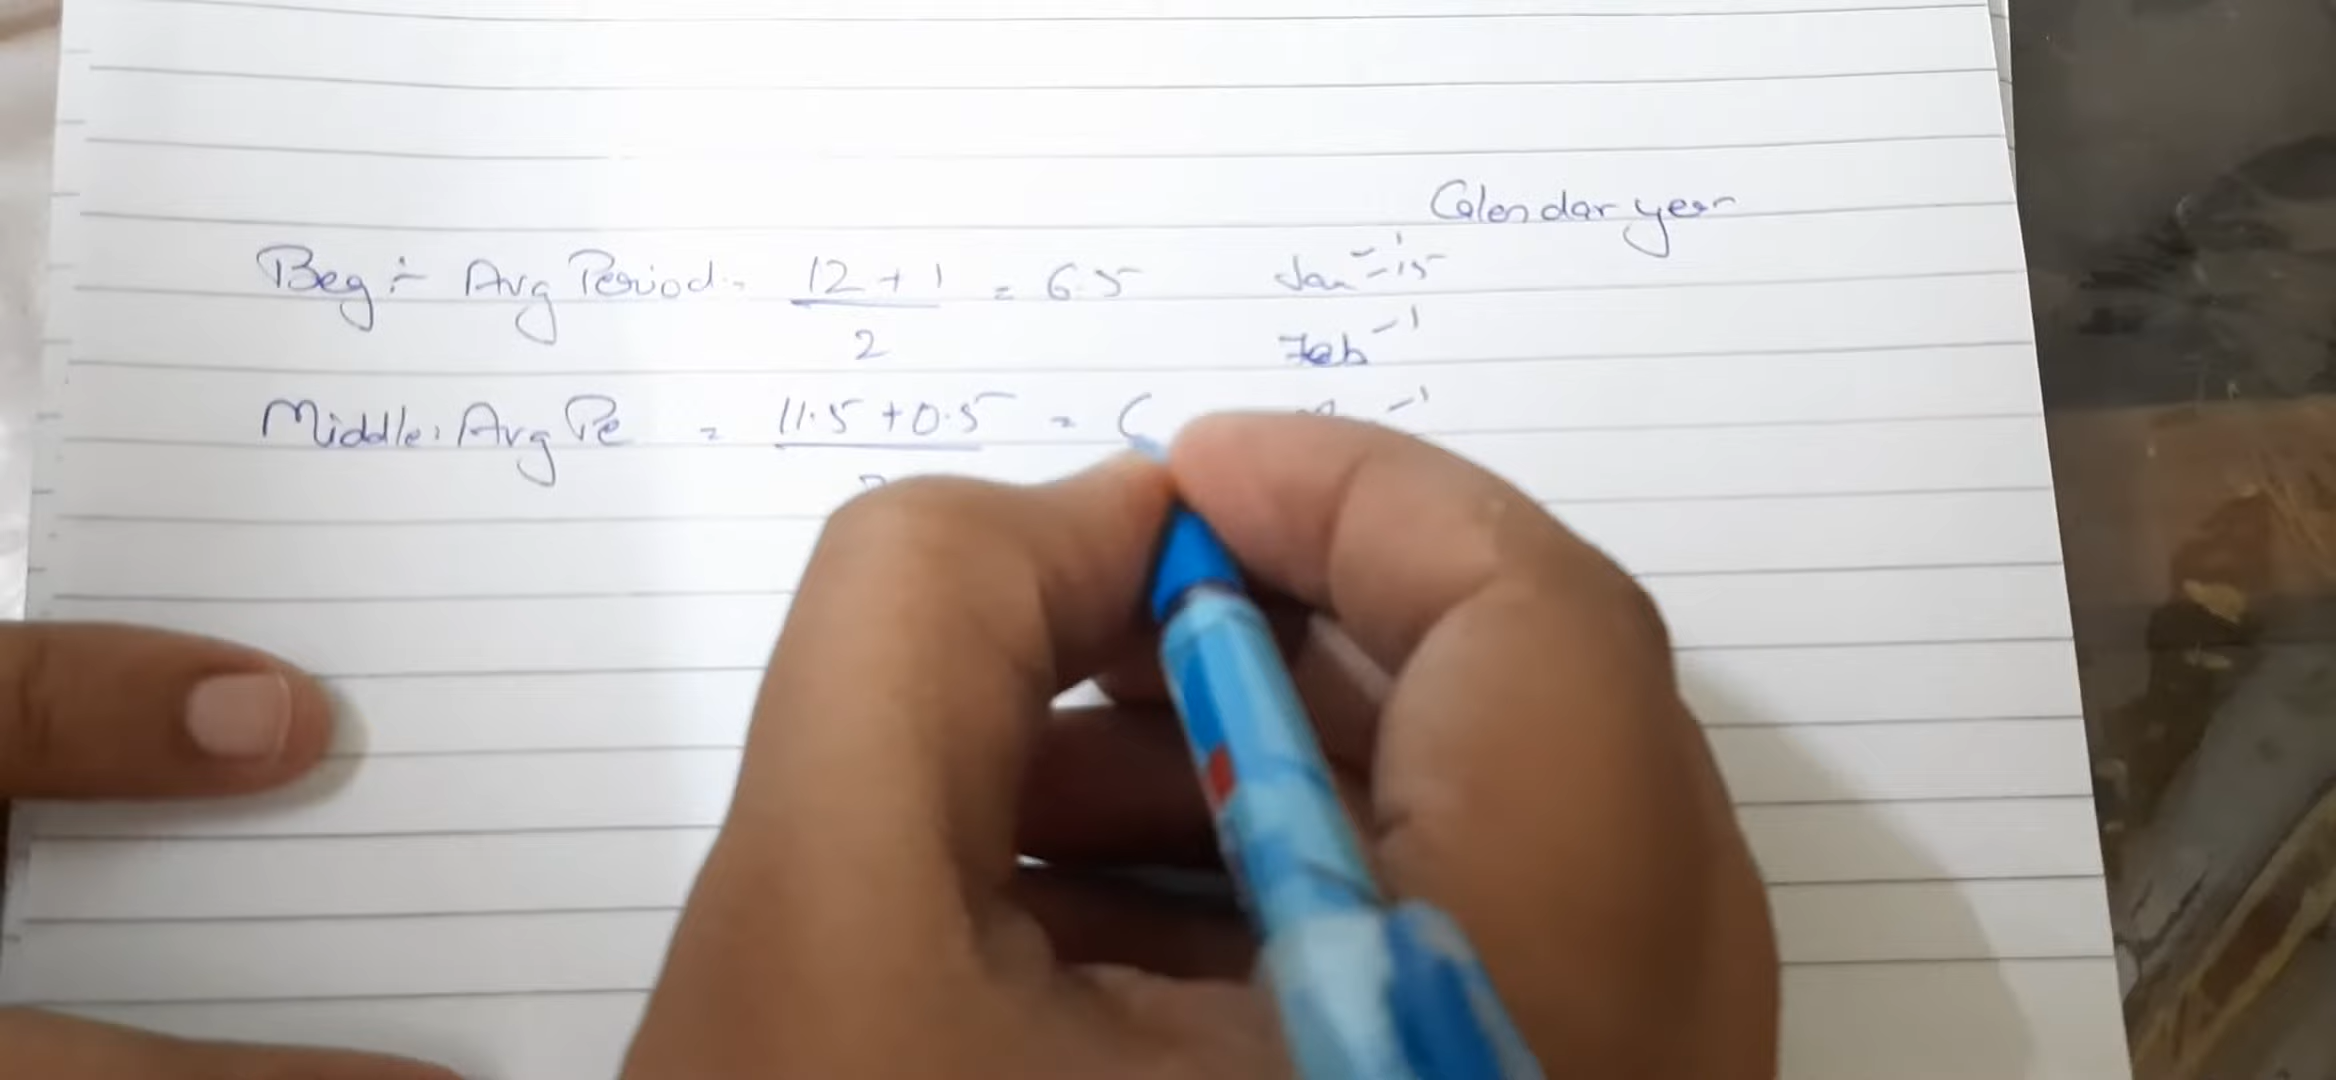 Calendar year
Beg :- Avg Period = 12 + 1 = 6.5
2
Jan - 1 = 15
Feb - 1
Middle: Avg Pe = 11.5 + 0.5 =
- 1